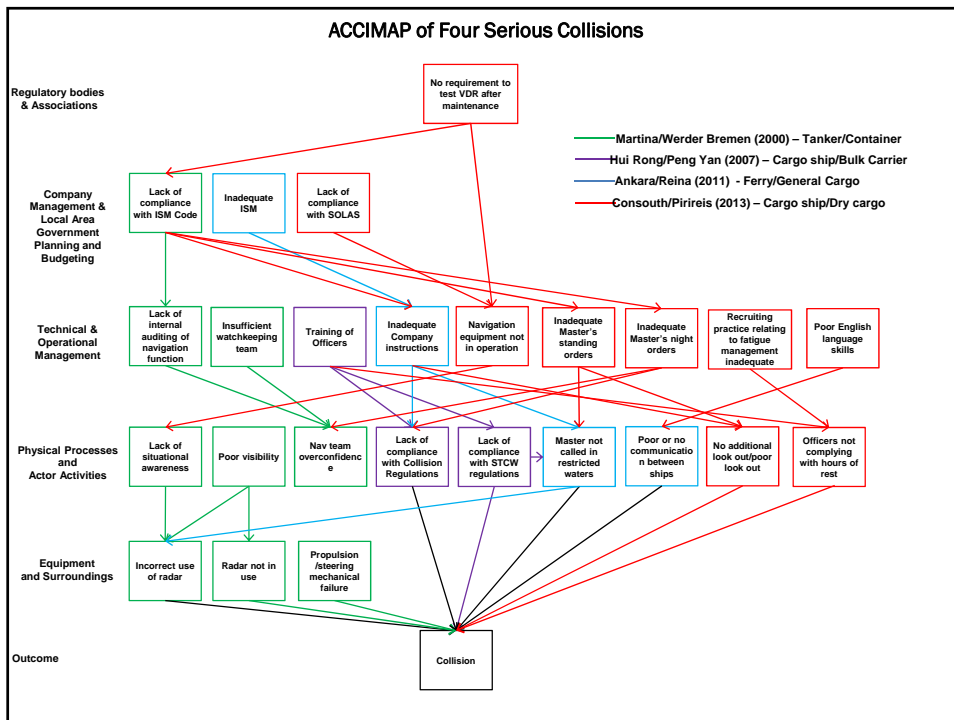 ACCIMAP of Four Serious Collisions
Regulatory bodies
& Associations
No requirement to
test VDR after
maintenance
Martina/Werder Bremen (2000) – Tanker/Container
Hui Rong/Peng Yan (2007) – Cargo ship/Bulk Carrier
Ankara/Reina (2011)  - Ferry/General Cargo
Consouth/Pirireis (2013) – Cargo ship/Dry cargo
Company
Management &
Local Area
Government
Planning and
Budgeting
Lack of
compliance
with ISM Code
Inadequate
ISM
Lack of
compliance
with SOLAS
Technical &
Operational
Management
Lack of
internal
auditing of
navigation
function
Insufficient
watchkeeping
team
Training of
Officers
Inadequate
Company
instructions
Navigation
equipment not
in operation
Inadequate
Master's
standing
orders
Inadequate
Master's night
orders
Recruiting
practice relating
to fatigue
management
inadequate
Poor English
language
skills
Physical Processes
and
Actor Activities
Lack of
situational
awareness
Poor visibility
Nav team
overconfidenc
e
Lack of
compliance
with Collision
Regulations
Lack of
compliance
with STCW
regulations
Master not
called in
restricted
waters
Poor or no
communicatio
n between
ships
No additional
look out/poor
look out
Officers not
complying with
hours of rest
Equipment
and Surroundings
Incorrect use
of radar
Radar not in
use
Propulsion
/steering
mechanical
failure
Outcome
Collision